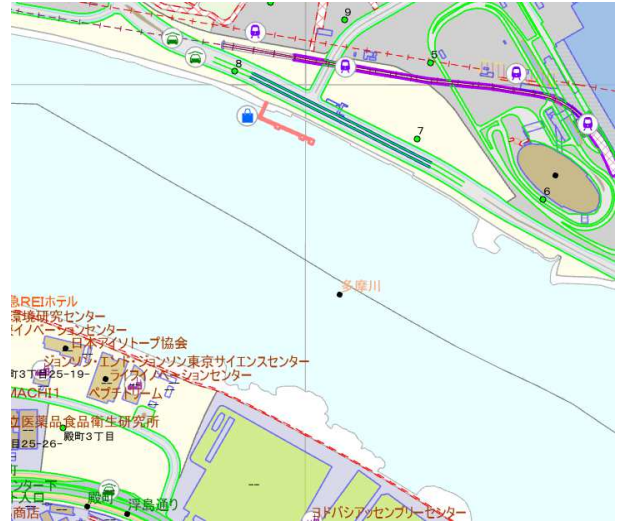 9
5
8
7
6
多摩川
急REIホテル
環境研究センター
イノベーションセンター
日本アイソトープ協会
ジョンソン・エンド・ジョンソン東京サイエンスセンター
町3丁目25-19-
ライフイノベーションセンター
MACHI1
ペプチドリーム
立医薬品食品衛生研究所
殿町3丁目
目25-26-
町
ンター下
ト入口
殿町
浮島通り
商店
ヨドバシアッセンブリーセンター